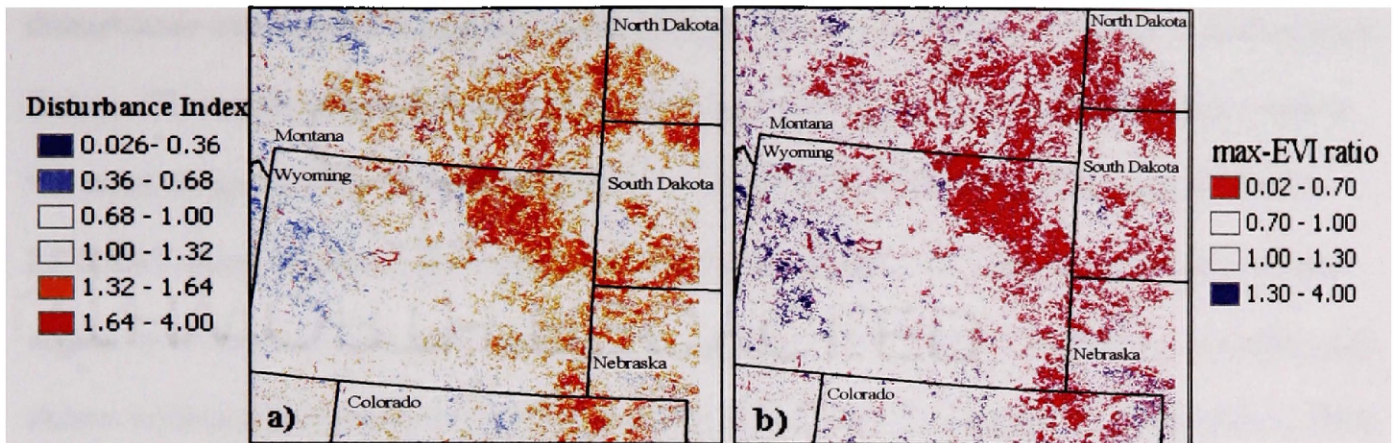 Disturbance Index
0.026- 0.36
0.36 - 0.68
0.68 - 1.00
1.00 - 1.32
1.32 - 1.64
1.64 - 4.00
North Dakota
Montana
Wyoming
South Dakota
Nebraska
Colorado
a)
North Dakota
Montana
Wyoming
South Dakota
Nebraska
Colorado
b)
max-EVI ratio
0.02 - 0.70
0.70 - 1.00
1.00 - 1.30
1.30 - 4.00